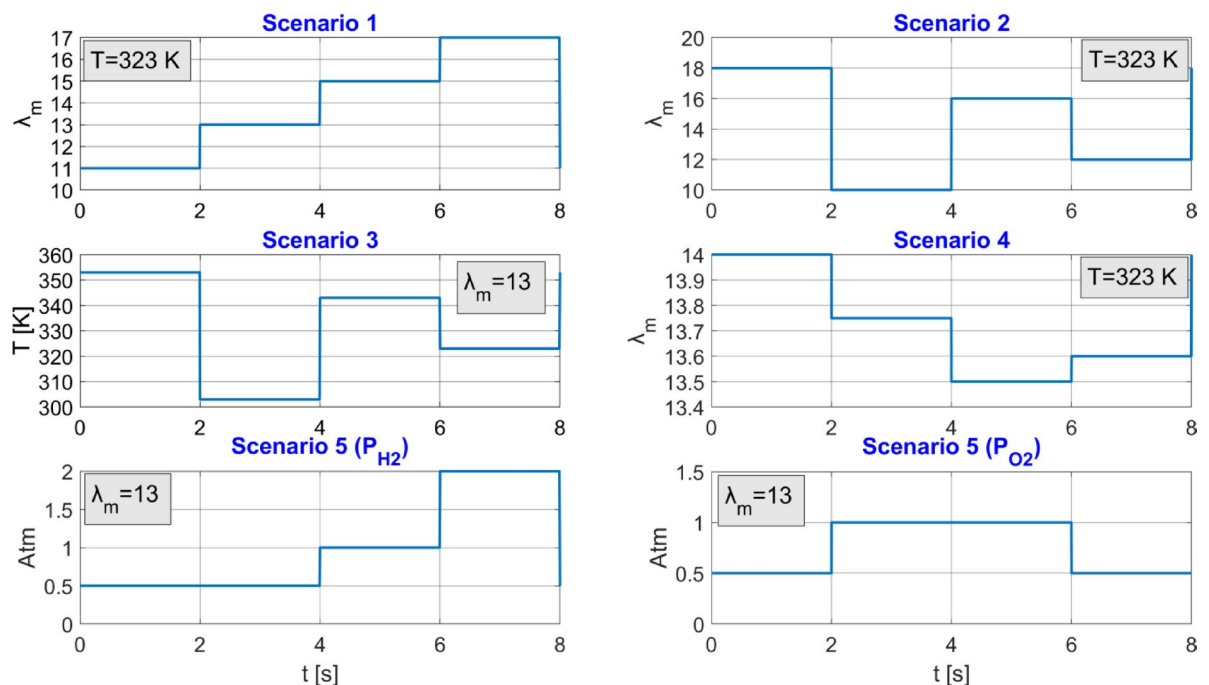 Scenario 1
T=323 K
λm
17
16
15
14
13
12
11
10
0 2 4 6 8
Scenario 2
T=323 K
λm
20
18
16
14
12
10
0 2 4 6 8
Scenario 3
λm=13
T [K]
360
350
340
330
320
310
300
0 2 4 6 8
Scenario 4
T=323 K
λm
14
13.9
13.8
13.7
13.6
13.5
13.4
0 2 4 6 8
Scenario 5 (PH2)
λm=13
Atm
2
1.5
1
0.5
0
0 2 4 6 8
t [s]
Scenario 5 (PO2)
λm=13
Atm
1.5
1
0.5
0
0 2 4 6 8
t [s]